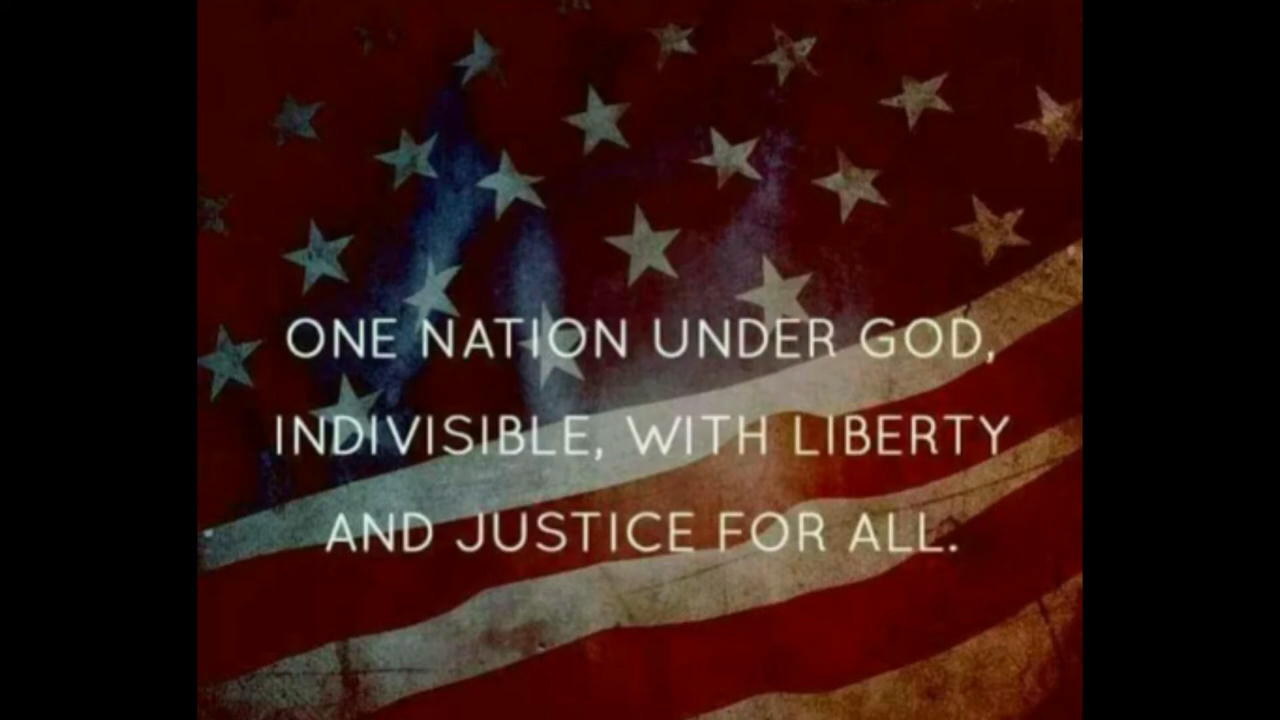 ONE NATION UNDER GOD,
INDIVISIBLE, WITH LIBERTY
AND JUSTICE FOR ALL.